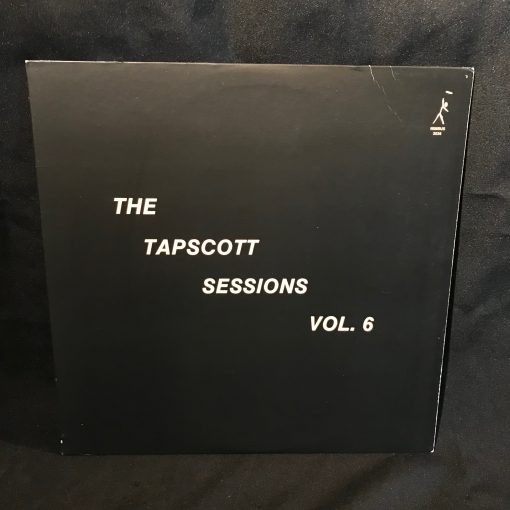 THE
TAPSCOTT
SESSIONS
VOL. 6